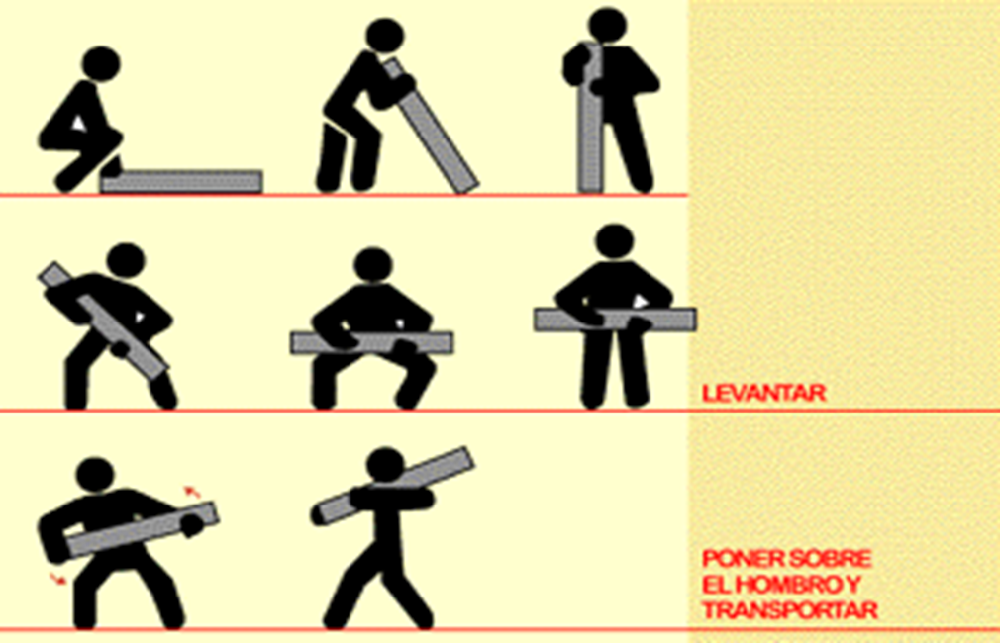 LEVANTAR
PONER SOBRE
EL HOMBRO Y
TRANSPORTAR